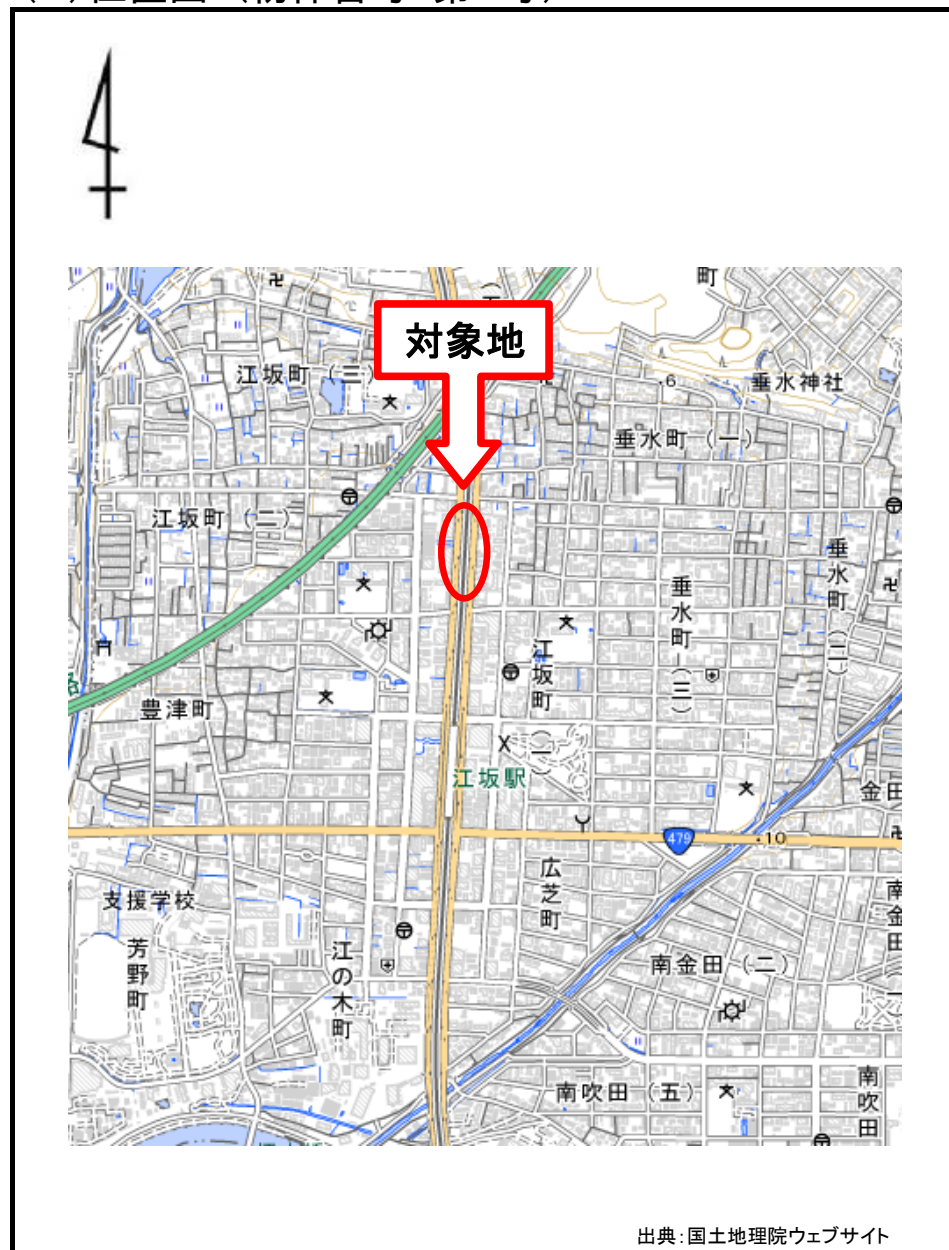 町
対象地
江坂町（三）
垂水神社
垂水町（一）
江坂町（二）
垂水町（二）
垂水町（三）
江坂町（一）
豊津町
江坂駅
金田
479
広芝町
支援学校
南金田（二）
南金田（一
芳野町
江の木町
南吹田（五）
南吹田
6
10
出典：国土地理院ウェブサイト